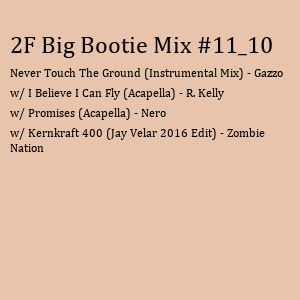 2F Big Bootie Mix #11_10
Never Touch The Ground (Instrumental Mix) - Gazzo
w/ I Believe I Can Fly (Acapella) - R. Kelly
w/ Promises (Acapella) - Nero
w/ Kernkraft 400 (Jay Velar 2016 Edit) - Zombie
Nation